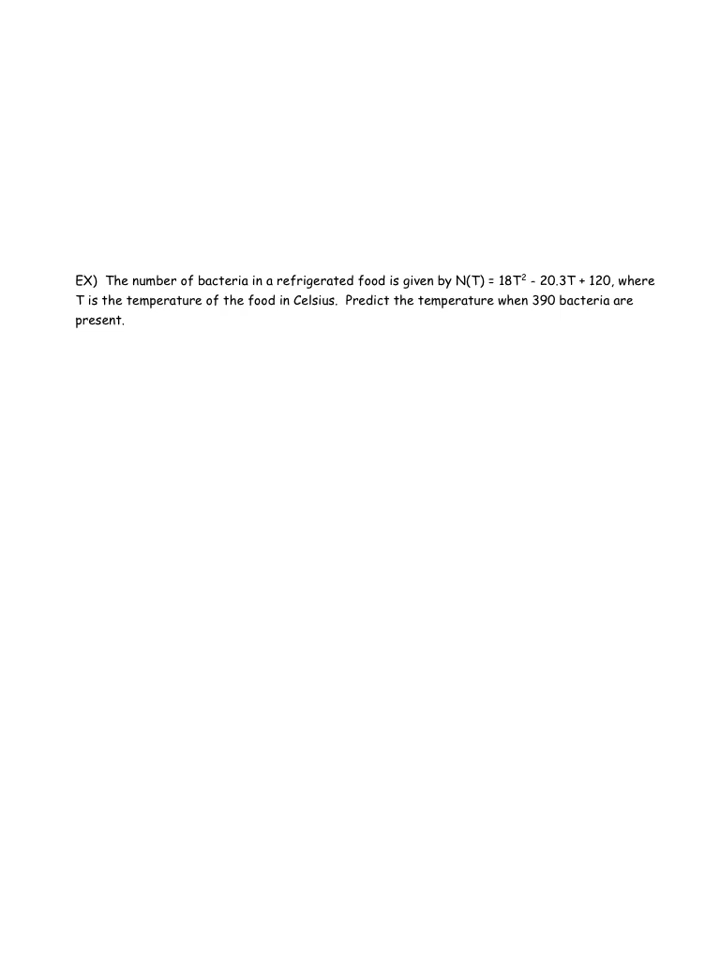 EX)  The number of bacteria in a refrigerated food is given by N(T) = 18T² - 20.3T + 120, where
T is the temperature of the food in Celsius.  Predict the temperature when 390 bacteria are
present.